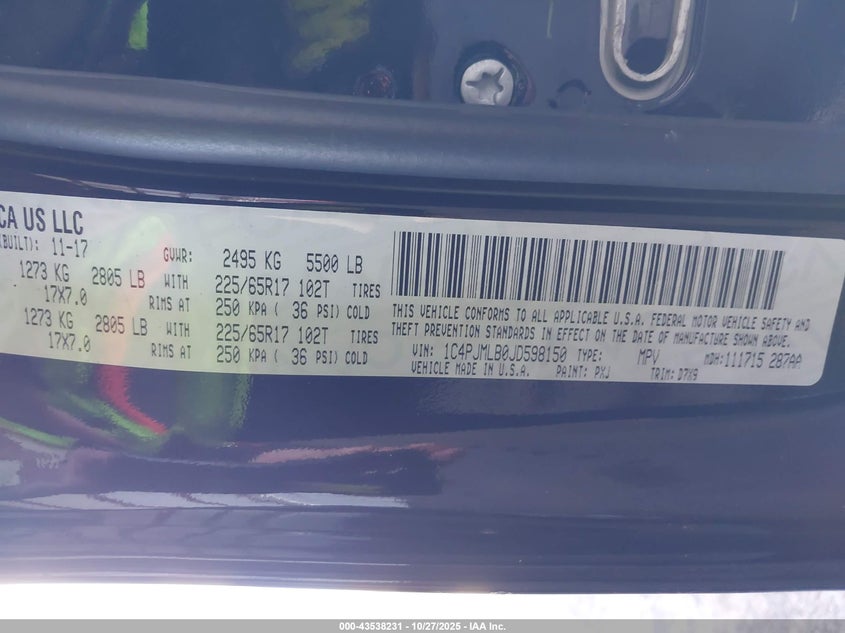 CA US LLC
BUILT): 11-17
GVWR: 2495 KG 5500 LB
1273 KG 2805 LB WITH 225/65R17 102T TIRES
17X7.0 RIMS AT 250 KPA ( 36 PSI) COLD
1273 KG 2805 LB WITH 225/65R17 102T TIRES
17X7.0 RIMS AT 250 KPA ( 36 PSI) COLD
THIS VEHICLE CONFORMS TO ALL APPLICABLE U.S.A. FEDERAL MOTOR VEHICLE SAFETY AND
THEFT PREVENTION STANDARDS IN EFFECT ON THE DATE OF MANUFACTURE SHOWN ABOVE.
VIN: 1C4PJMLB0JD598150 TYPE: MPV MDH: 111715 287AA
VEHICLE MADE IN U.S.A. PAINT: PXJ TRIM: D7X9
000-43538231 - 10/27/2025 - IAA Inc.